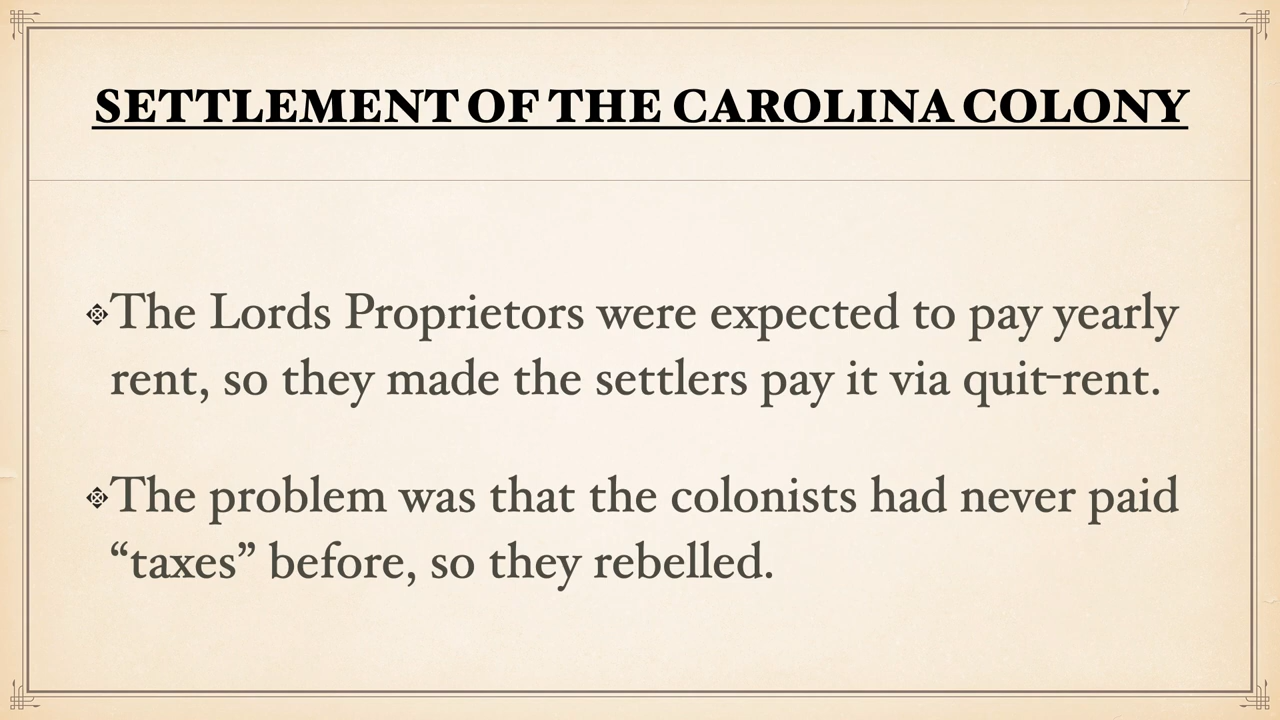 SETTLEMENT OF THE CAROLINA COLONY
The Lords Proprietors were expected to pay yearly
rent, so they made the settlers pay it via quit-rent.
The problem was that the colonists had never paid
“taxes” before, so they rebelled.